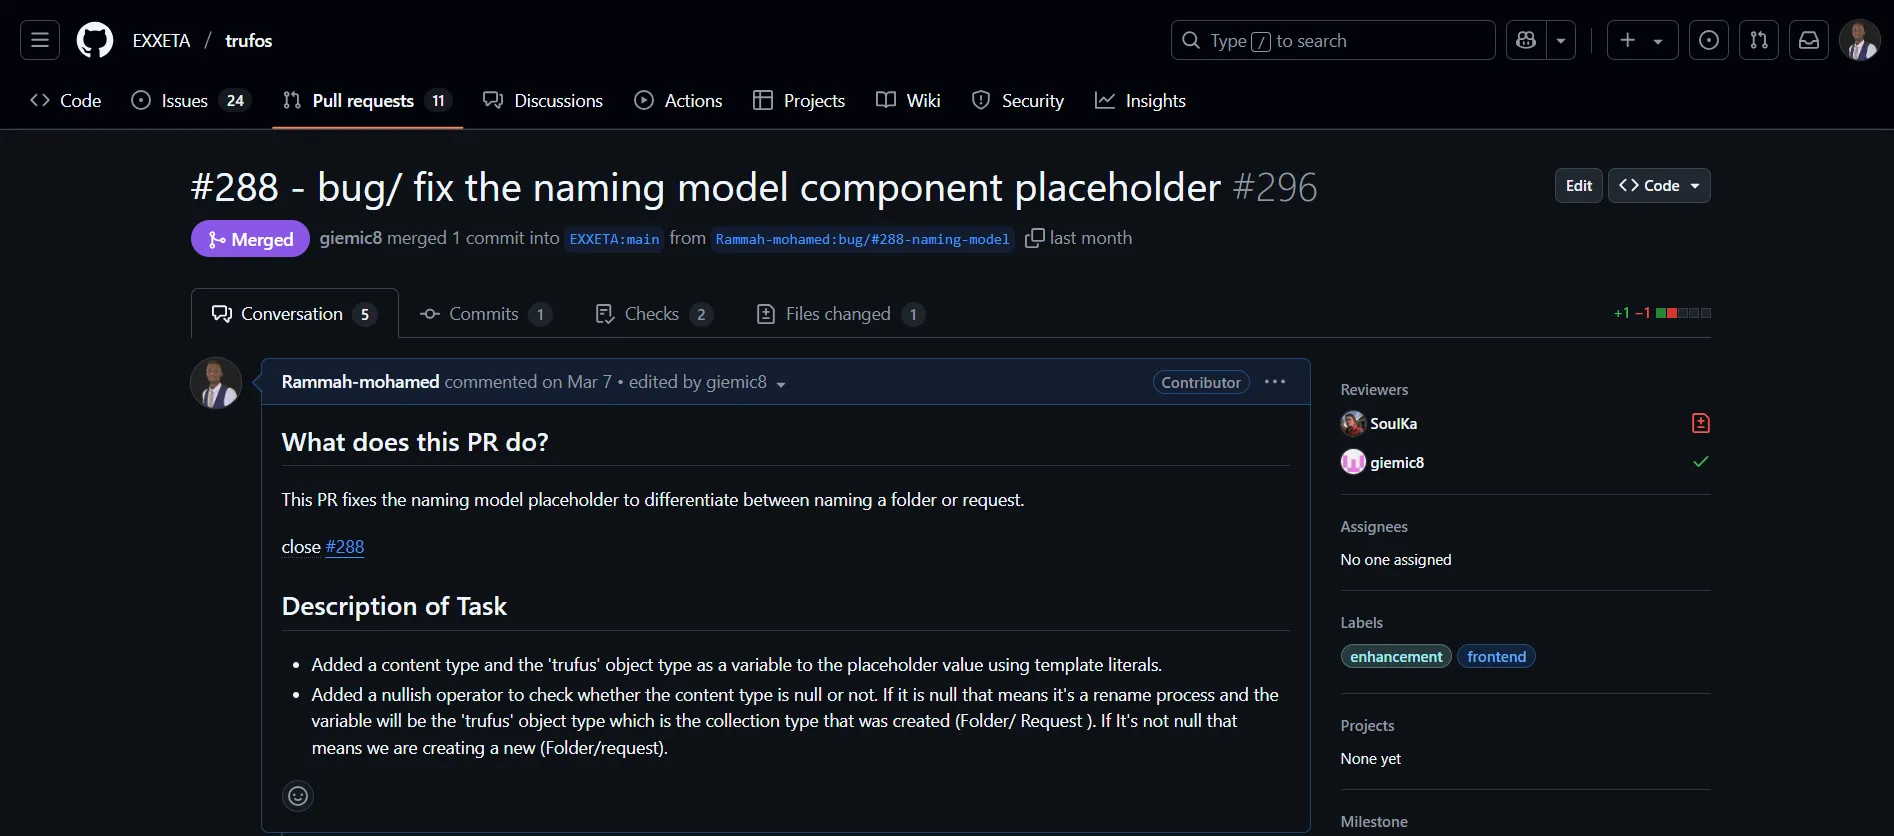 EXXETA / trufos
Type / to search
Code
Issues 24
Pull requests 11
Discussions
Actions
Projects
Wiki
Security
Insights
#288 - bug/ fix the naming model component placeholder #296
Edit
Code
Merged
giemic8 merged 1 commit into EXXETA:main from Rammah-mohamed:bug/#288-naming-model last month
Conversation 5
Commits 1
Checks 2
Files changed 1
+1 −1
Rammah-mohamed commented on Mar 7 • edited by giemic8
Contributor
What does this PR do?
This PR fixes the naming model placeholder to differentiate between naming a folder or request.
close #288
Description of Task
• Added a content type and the 'trufus' object type as a variable to the placeholder value using template literals.
• Added a nullish operator to check whether the content type is null or not. If it is null that means it's a rename process and the
variable will be the 'trufus' object type which is the collection type that was created (Folder/ Request ). If It's not null that
means we are creating a new (Folder/request).
Reviewers
SoulKa
giemic8
Assignees
No one assigned
Labels
enhancement
frontend
Projects
None yet
Milestone